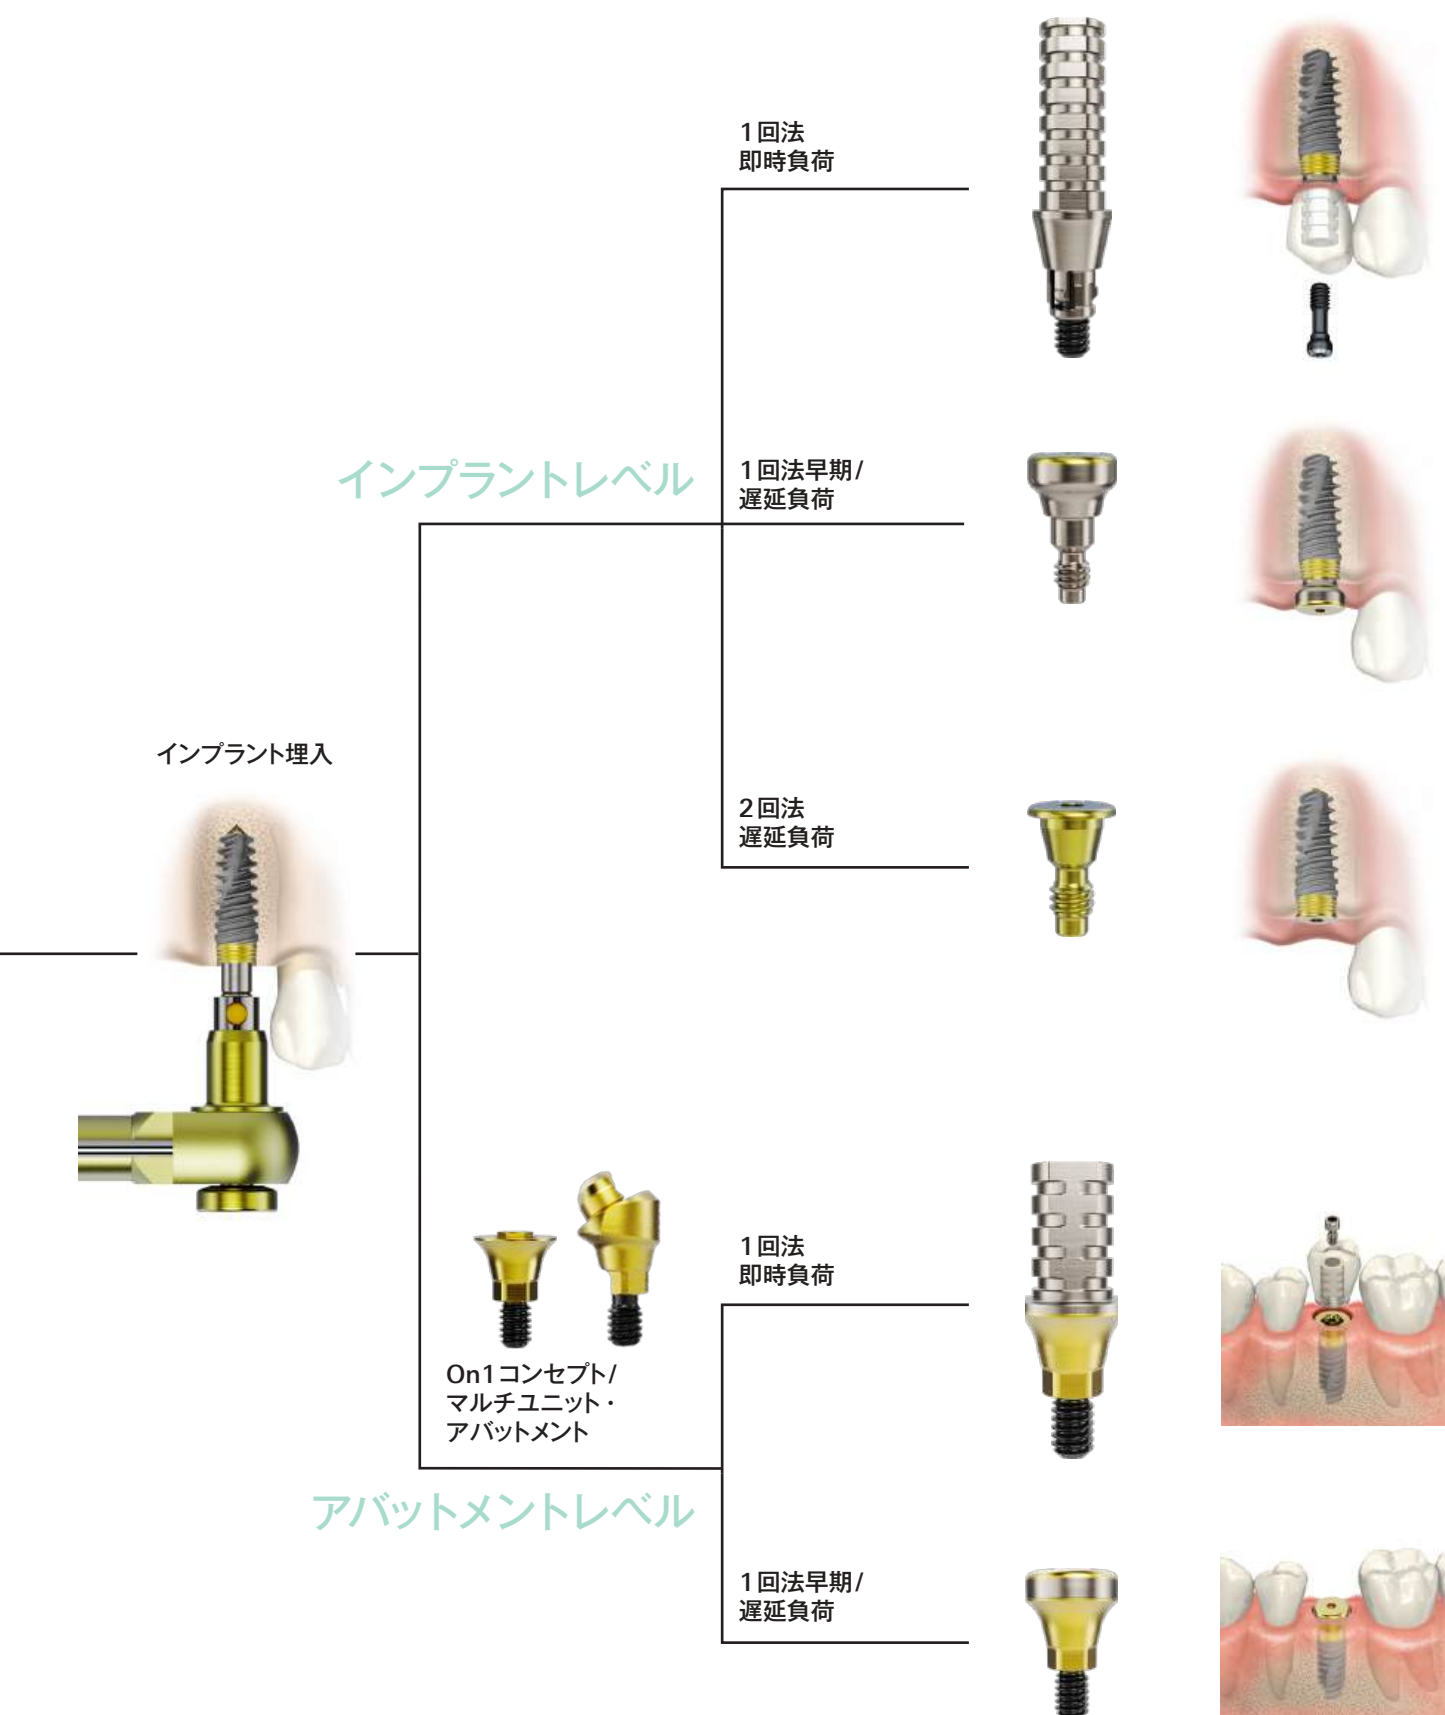 1回法
即時負荷
インプラントレベル
1回法早期/
遅延負荷
インプラント埋入
2回法
遅延負荷
1回法
即時負荷
On1コンセプト/
マルチユニット・
アバットメント
アバットメントレベル
1回法早期/
遅延負荷